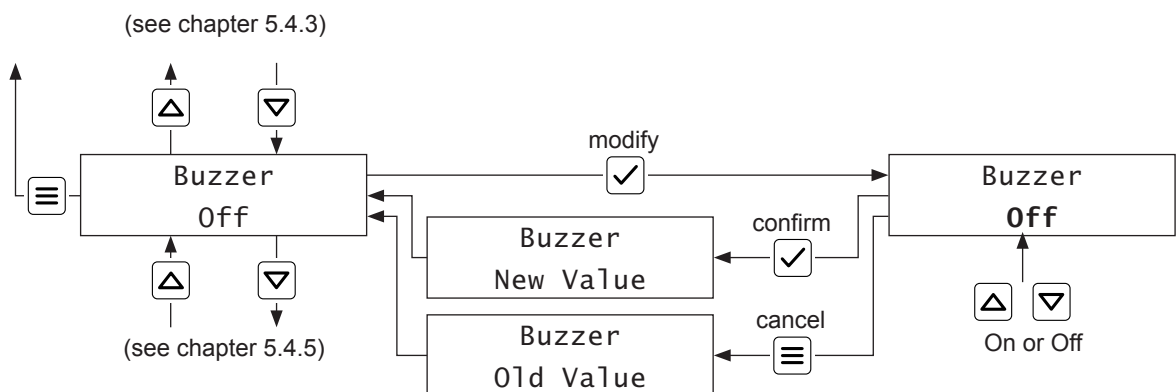 (see chapter 5.4.3)
modify
Buzzer
Off
Buzzer
Off
confirm
Buzzer
New Value
cancel
Buzzer
Old Value
(see chapter 5.4.5)
On or Off